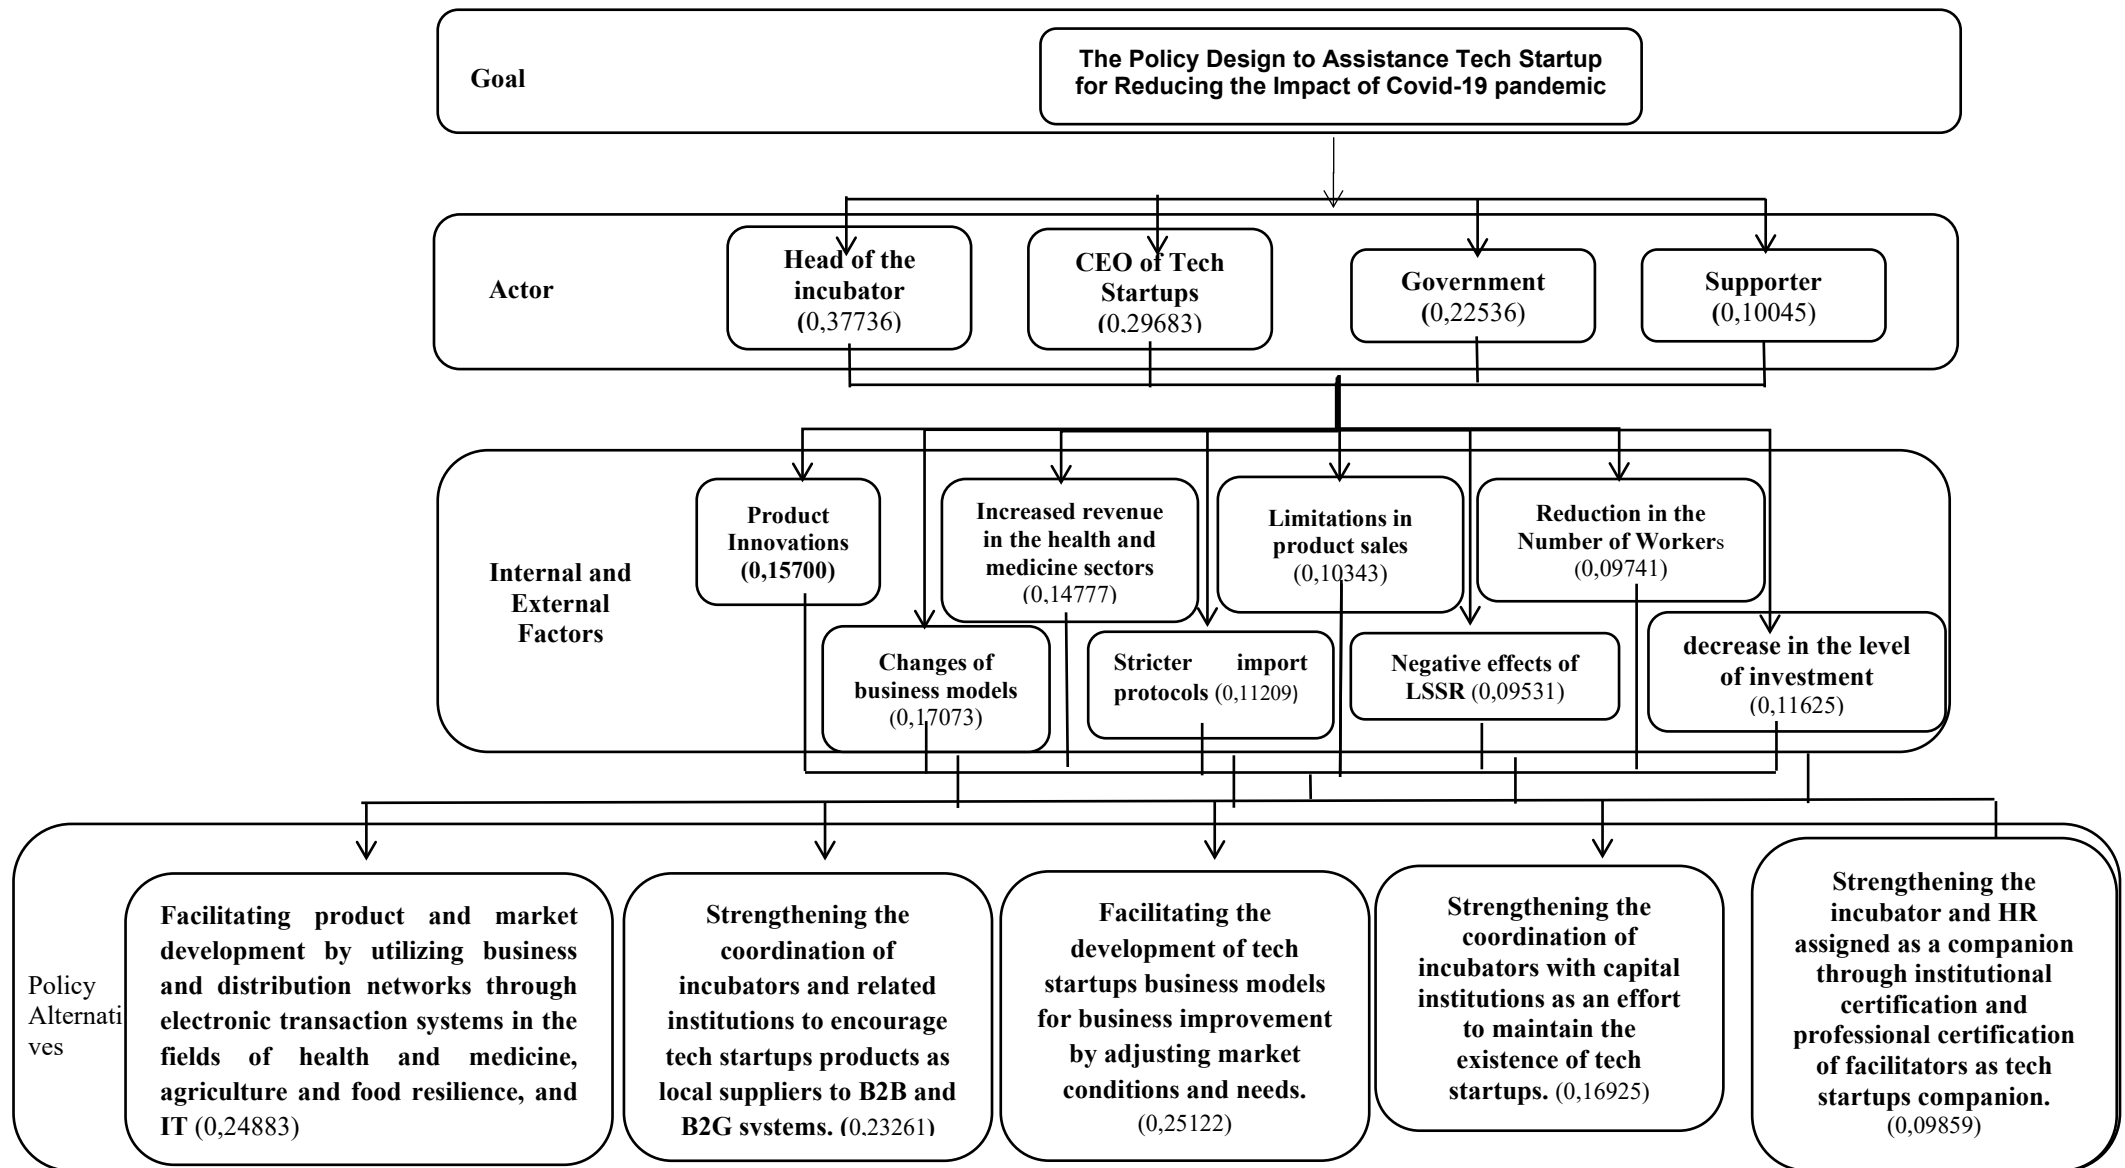 Goal
The Policy Design to Assistance Tech Startup
for Reducing the Impact of Covid-19 pandemic
Actor
Head of the
incubator
(0,37736)
CEO of Tech
Startups
(0,29683)
Government
(0,22536)
Supporter
(0,10045)
Internal and
External
Factors
Product
Innovations
(0,15700)
Increased revenue
in the health and
medicine sectors
(0,14777)
Limitations in
product sales
(0,10343)
Reduction in the
Number of Workers
(0,09741)
Changes of
business models
(0,17073)
Stricter import
protocols (0,11209)
Negative effects of
LSSR (0,09531)
decrease in the level
of investment
(0,11625)
Policy
Alternati
ves
Facilitating product and market
development by utilizing business
and distribution networks through
electronic transaction systems in the
fields of health and medicine,
agriculture and food resilience, and
IT (0,24883)
Strengthening the
coordination of
incubators and related
institutions to encourage
tech startups products as
local suppliers to B2B and
B2G systems. (0,23261)
Facilitating the
development of tech
startups business models
for business improvement
by adjusting market
conditions and needs.
(0,25122)
Strengthening the
coordination of
incubators with capital
institutions as an effort
to maintain the
existence of tech
startups. (0,16925)
Strengthening the
incubator and HR
assigned as a companion
through institutional
certification and
professional certification
of facilitators as tech
startups companion.
(0,09859)